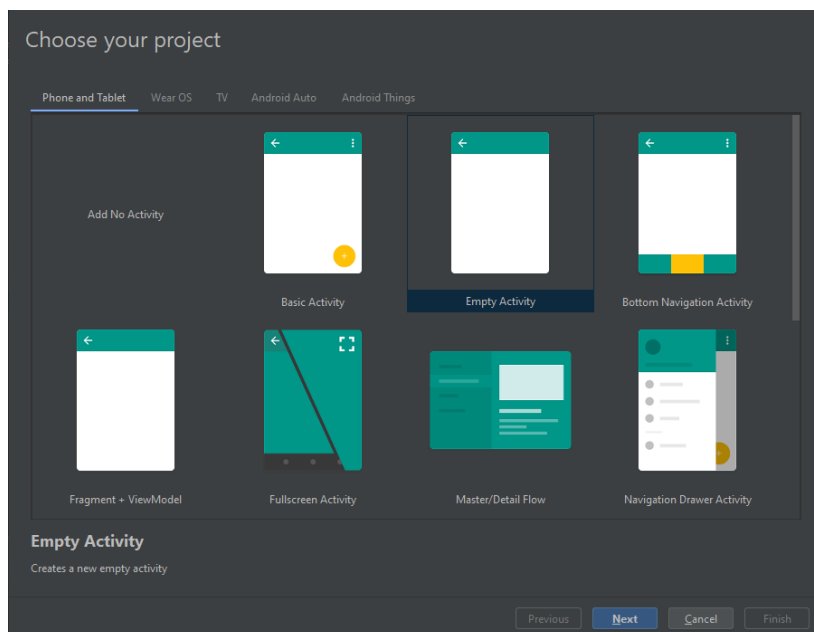 Choose your project
Phone and Tablet Wear OS TV Android Auto Android Things
Add No Activity
Basic Activity Empty Activity Bottom Navigation Activity
Fragment + ViewModel Fullscreen Activity Master/Detail Flow Navigation Drawer Activity
Empty Activity
Creates a new empty activity
Previous Next Cancel Finish